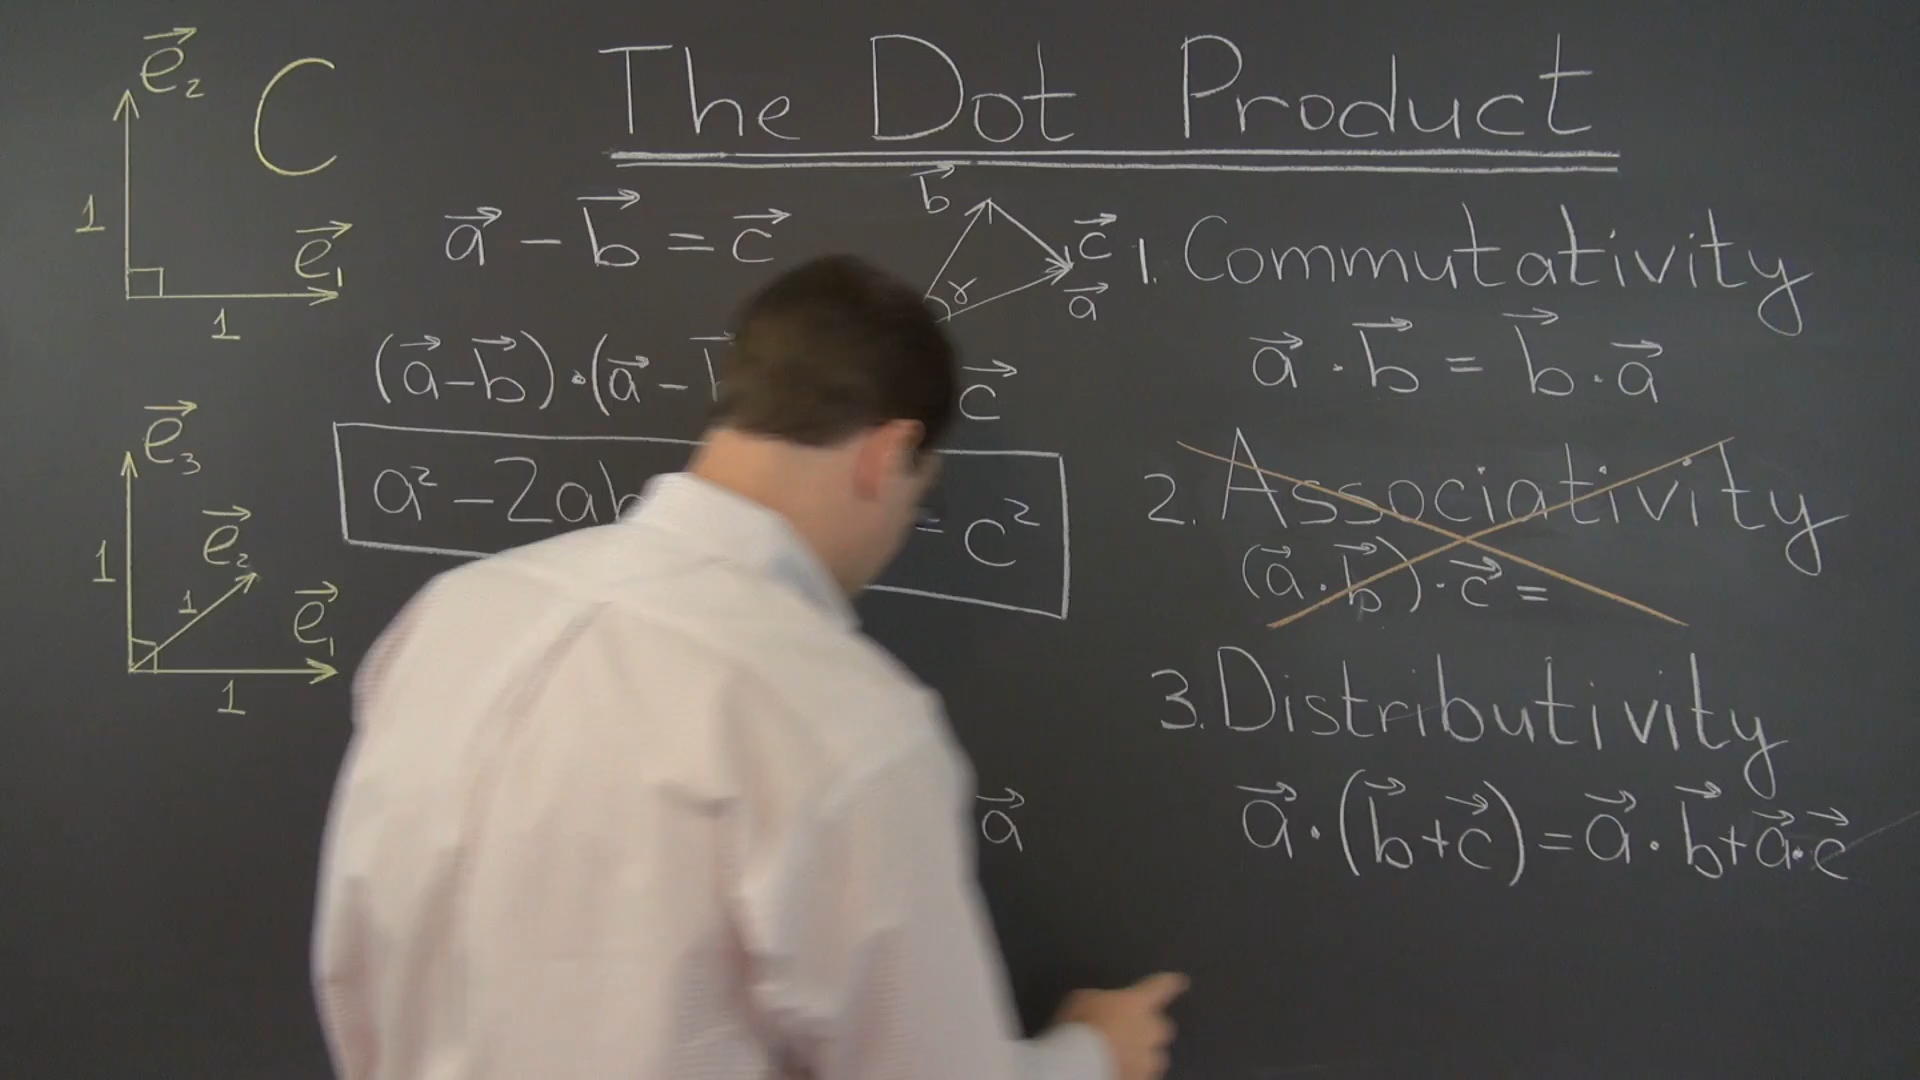 The Dot Product
e⃗₂
C
1
e⃗₁
1
a⃗ - b⃗ = c⃗
b⃗
c⃗
γ
a⃗
(a⃗-b⃗)·(a⃗-b
c⃗
a² - 2ab
= c²
e⃗₃
e⃗₂
1
1
e⃗₁
1
a⃗
1. Commutativity
a⃗ · b⃗ = b⃗ · a⃗
2. Associativity
(a⃗ · b⃗) · c⃗ =
3. Distributivity
a⃗ · (b⃗+c⃗) = a⃗ · b⃗ + a⃗ · c⃗